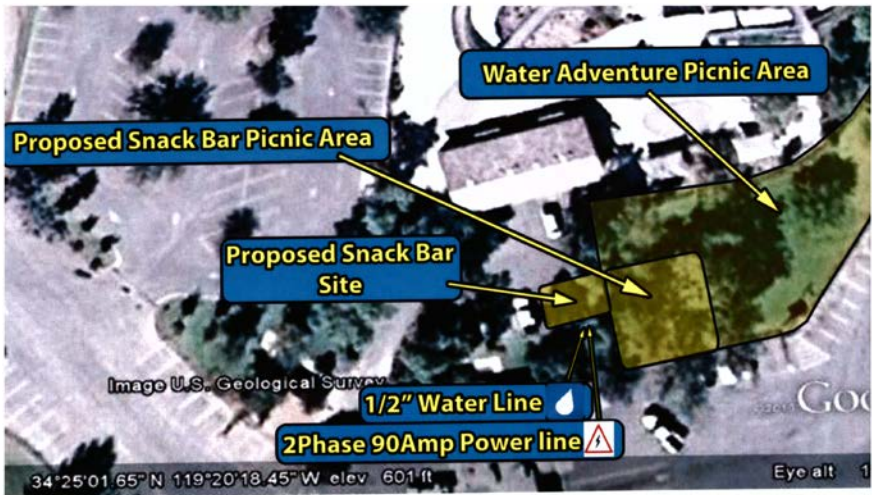 Water Adventure Picnic Area
Proposed Snack Bar Picnic Area
Proposed Snack Bar
Site
Image U.S. Geological Survey
1/2" Water Line
2Phase 90Amp Power line
34°25'01.65" N 119°20'18.45" W elev 601 ft
Eye alt